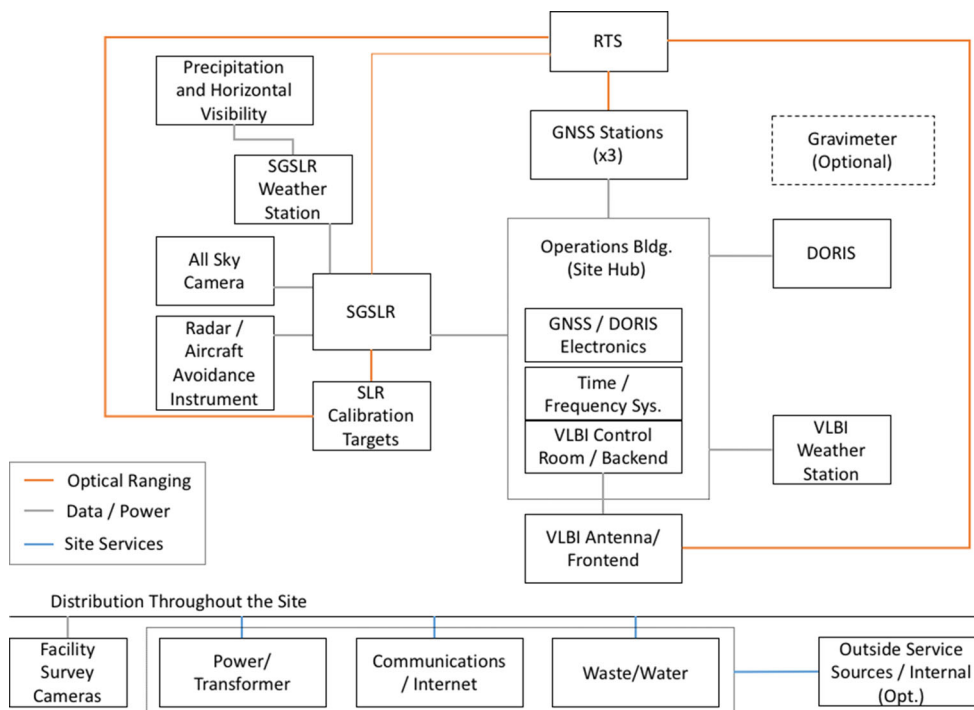 RTS
Precipitation
and Horizontal
Visibility
GNSS Stations
(x3)
Gravimeter
(Optional)
SGSLR
Weather
Station
Operations Bldg.
(Site Hub)
DORIS
All Sky
Camera
SGSLR
GNSS / DORIS
Electronics
Radar /
Aircraft
Avoidance
Instrument
Time /
Frequency Sys.
SLR
Calibration
Targets
VLBI Control
Room / Backend
VLBI
Weather
Station
Optical Ranging
Data / Power
Site Services
VLBI Antenna/
Frontend
Distribution Throughout the Site
Facility
Survey
Cameras
Power/
Transformer
Communications
/ Internet
Waste/Water
Outside Service
Sources / Internal
(Opt.)